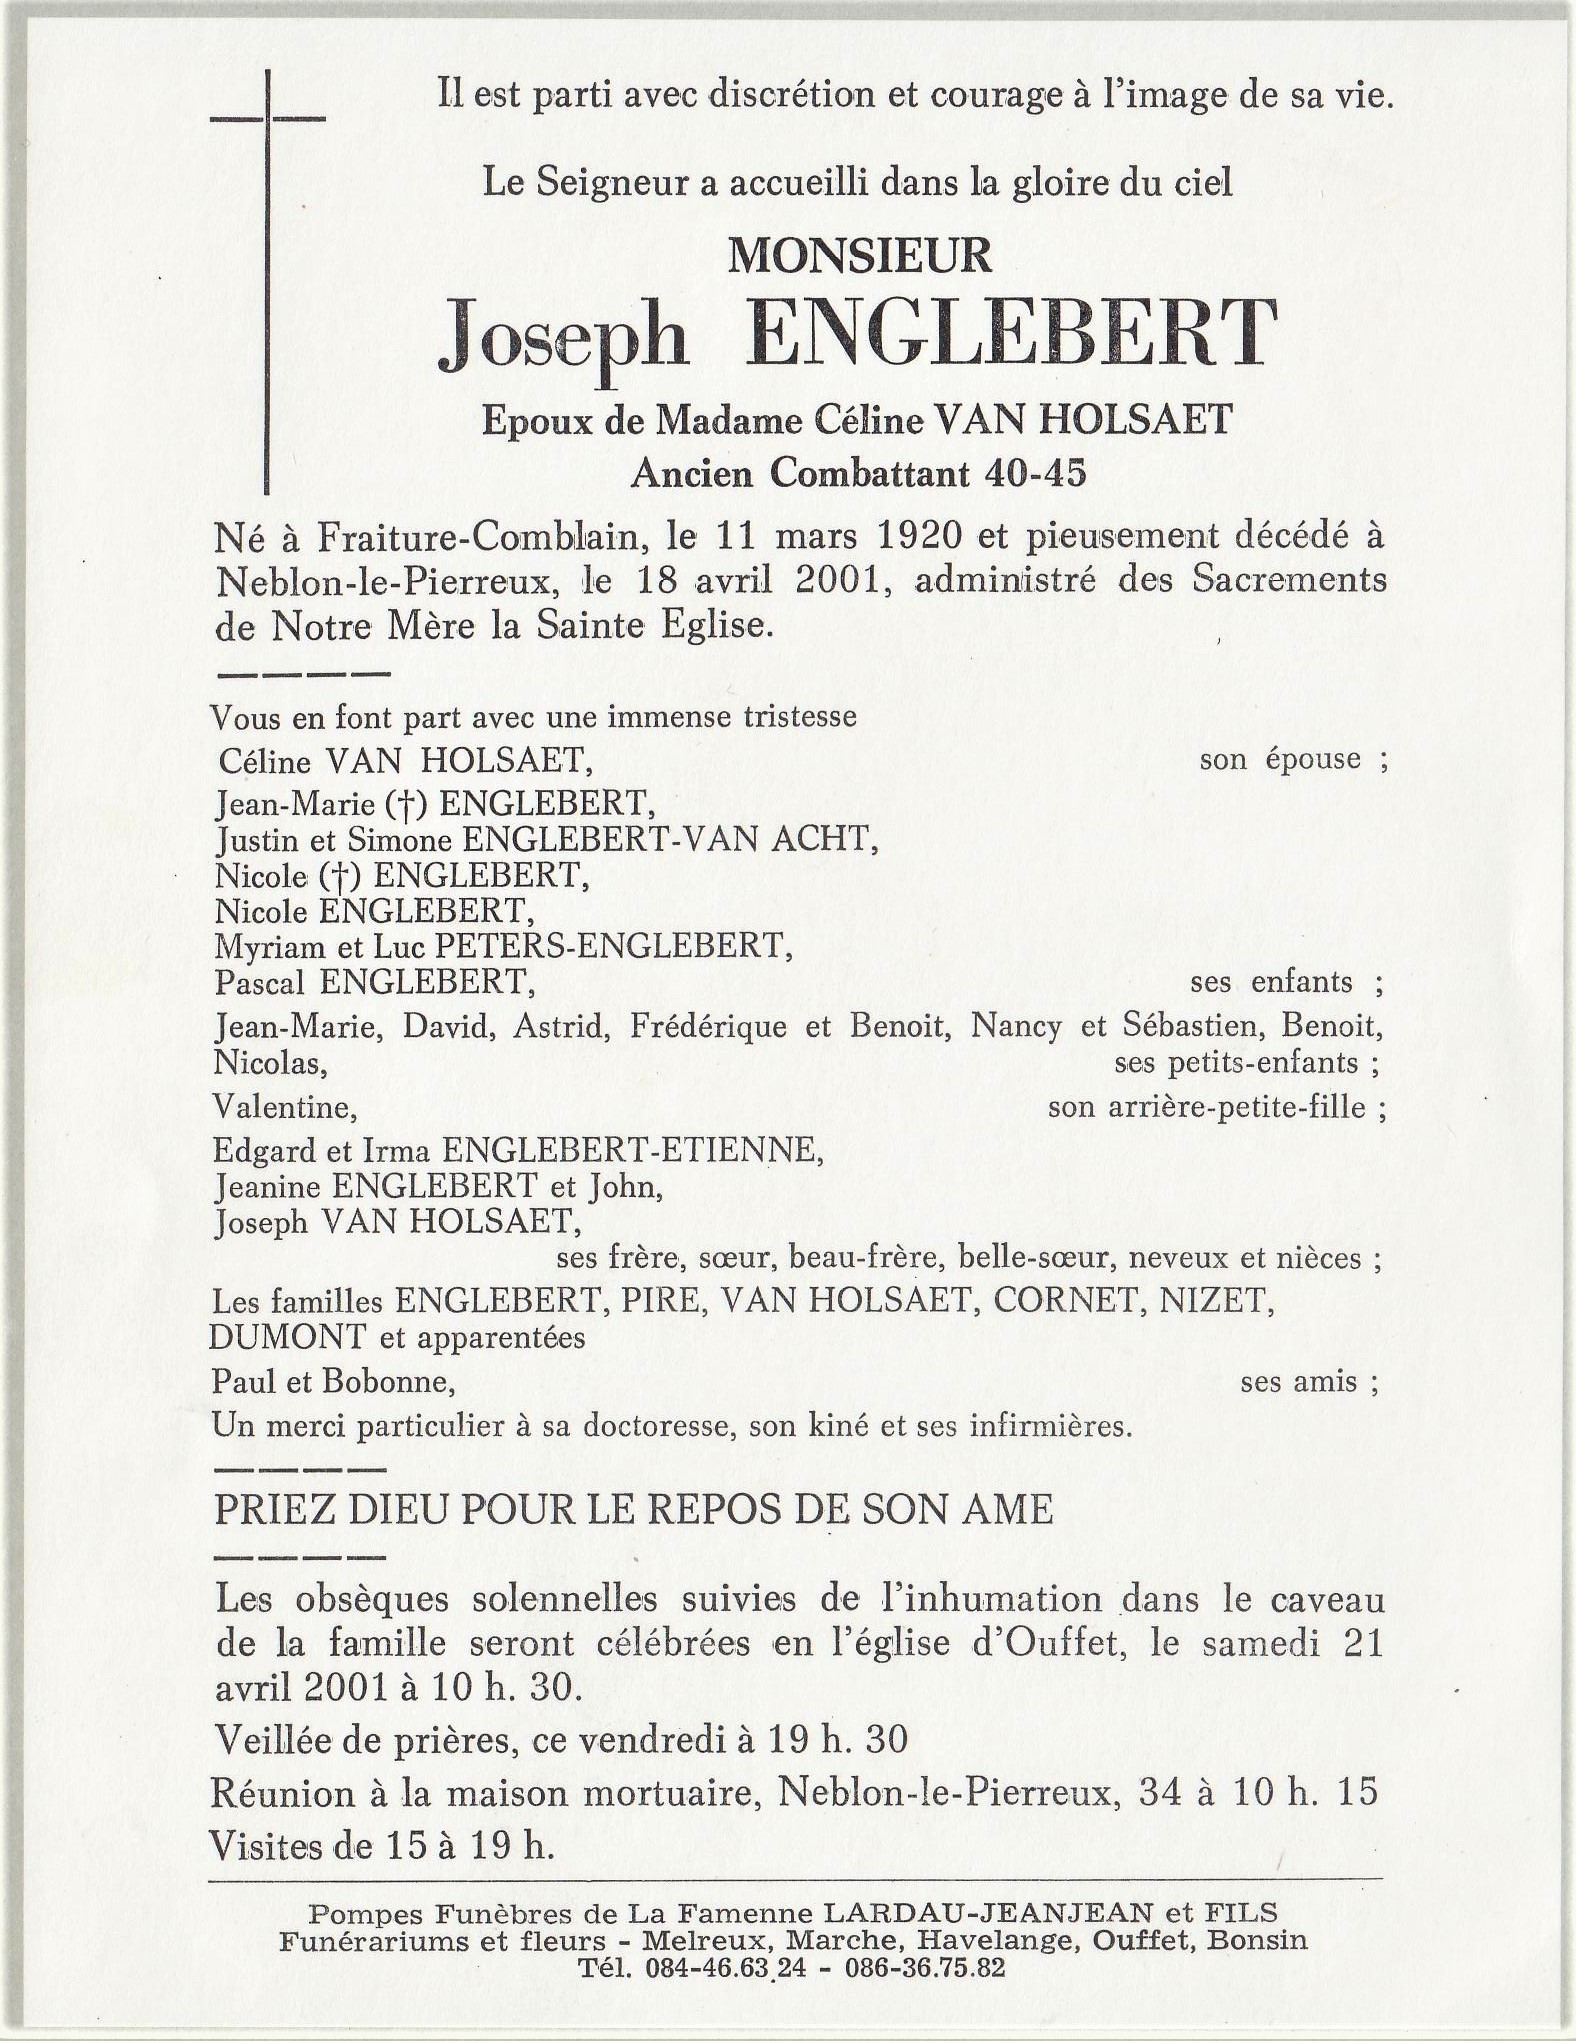 Il est parti avec discrétion et courage à l'image de sa vie.
Le Seigneur a accueilli dans la gloire du ciel
MONSIEUR
Joseph ENGLEBERT
Epoux de Madame Céline VAN HOLSAET
Ancien Combattant 40-45
Né à Fraiture-Comblain, le 11 mars 1920 et pieusement décédé à
Neblon-le-Pierreux, le 18 avril 2001, administré des Sacrements
de Notre Mère la Sainte Eglise.
Vous en font part avec une immense tristesse
Céline VAN HOLSAET, son épouse ;
Jean-Marie (†) ENGLEBERT,
Justin et Simone ENGLEBERT-VAN ACHT,
Nicole (†) ENGLEBERT,
Nicole ENGLEBERT,
Myriam et Luc PETERS-ENGLEBERT,
Pascal ENGLEBERT, ses enfants ;
Jean-Marie, David, Astrid, Frédérique et Benoit, Nancy et Sébastien, Benoit,
Nicolas, ses petits-enfants ;
Valentine, son arrière-petite-fille ;
Edgard et Irma ENGLEBERT-ETIENNE,
Jeanine ENGLEBERT et John,
Joseph VAN HOLSAET,
ses frère, sœur, beau-frère, belle-sœur, neveux et nièces ;
Les familles ENGLEBERT, PIRE, VAN HOLSAET, CORNET, NIZET,
DUMONT et apparentées
Paul et Bobonne, ses amis ;
Un merci particulier à sa doctoresse, son kiné et ses infirmières.
PRIEZ DIEU POUR LE REPOS DE SON AME
Les obsèques solennelles suivies de l'inhumation dans le caveau
de la famille seront célébrées en l'église d'Ouffet, le samedi 21
avril 2001 à 10 h. 30.
Veillée de prières, ce vendredi à 19 h. 30
Réunion à la maison mortuaire, Neblon-le-Pierreux, 34 à 10 h. 15
Visites de 15 à 19 h.
Pompes Funèbres de La Famenne LARDAU-JEANJEAN et FILS
Funérariums et fleurs - Melreux, Marche, Havelange, Ouffet, Bonsin
Tél. 084-46.63.24 - 086-36.75.82